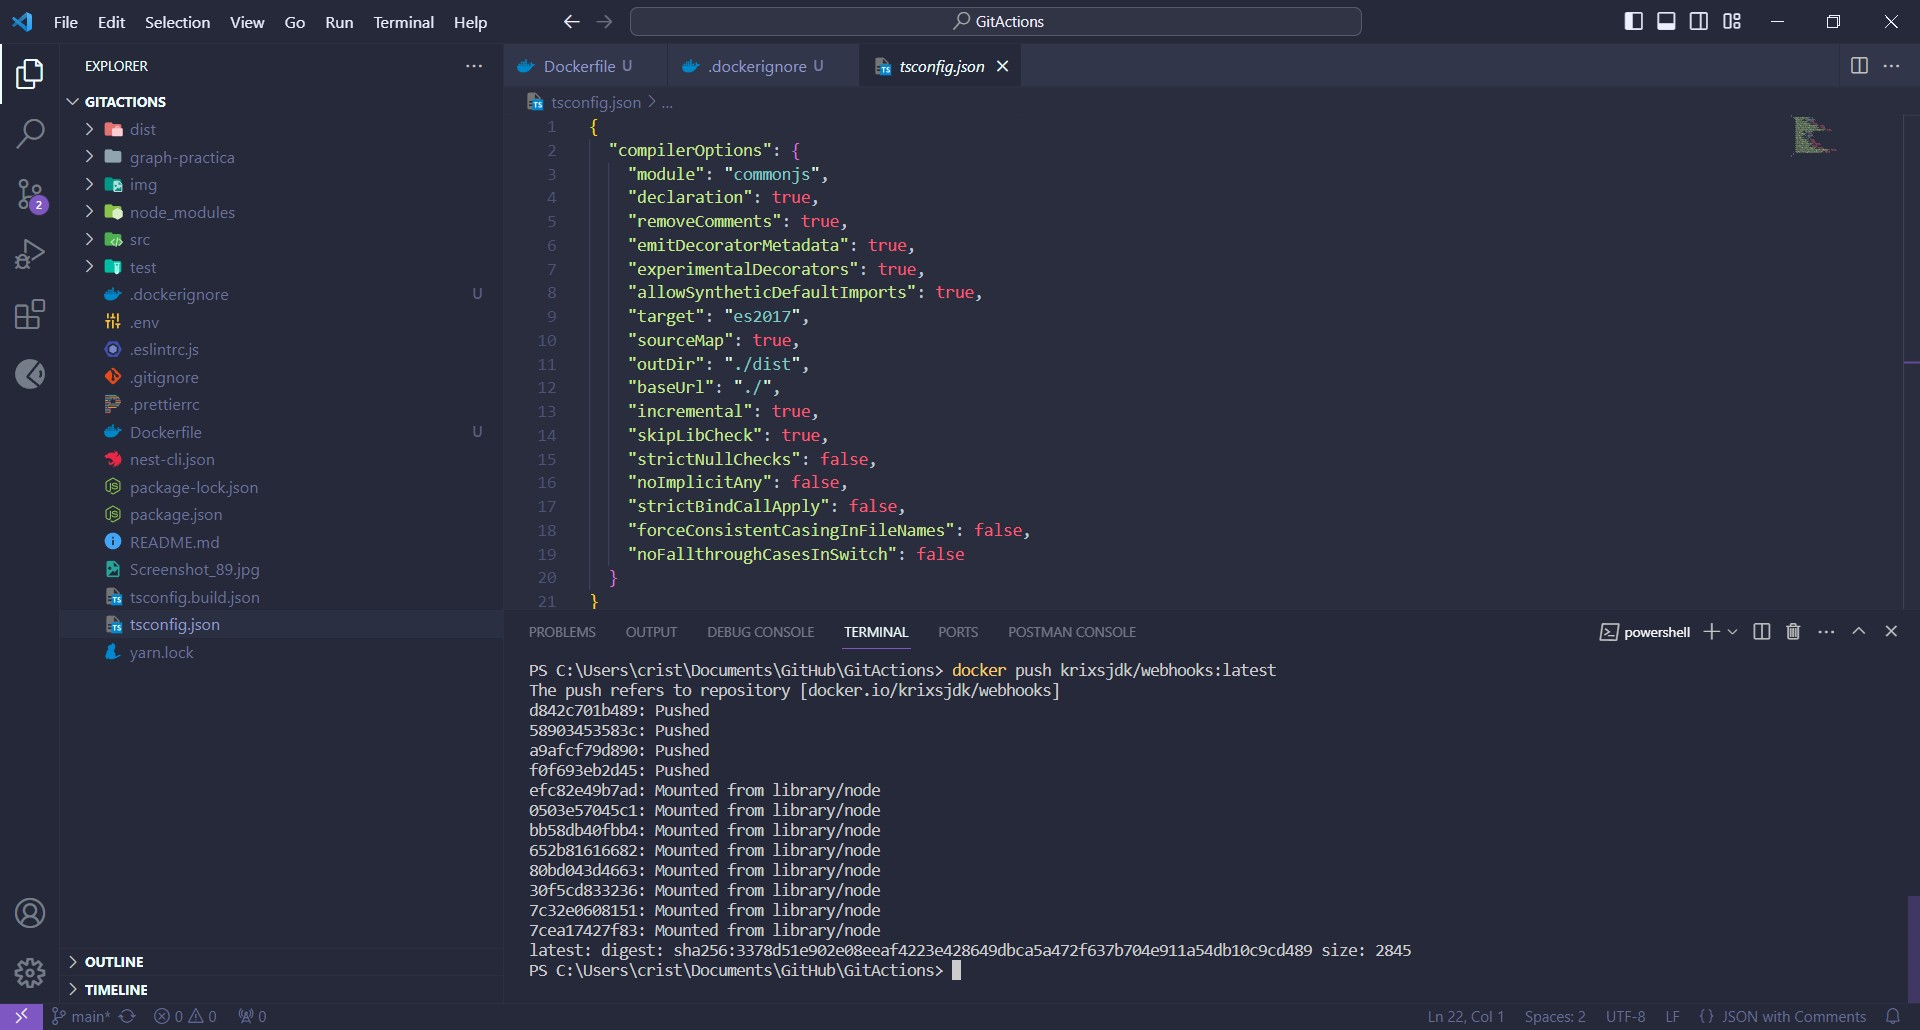 File Edit Selection View Go Run Terminal Help
GitActions
EXPLORER
GITACTIONS
dist
graph-practica
img
node_modules
src
test
.dockerignore U
.env
.eslintrc.js
.gitignore
.prettierrc
Dockerfile U
nest-cli.json
package-lock.json
package.json
README.md
Screenshot_89.jpg
tsconfig.build.json
tsconfig.json
yarn.lock
OUTLINE
TIMELINE
2
Dockerfile U .dockerignore U tsconfig.json
tsconfig.json > ...
1 {
2 "compilerOptions": {
3 "module": "commonjs",
4 "declaration": true,
5 "removeComments": true,
6 "emitDecoratorMetadata": true,
7 "experimentalDecorators": true,
8 "allowSyntheticDefaultImports": true,
9 "target": "es2017",
10 "sourceMap": true,
11 "outDir": "./dist",
12 "baseUrl": "./",
13 "incremental": true,
14 "skipLibCheck": true,
15 "strictNullChecks": false,
16 "noImplicitAny": false,
17 "strictBindCallApply": false,
18 "forceConsistentCasingInFileNames": false,
19 "noFallthroughCasesInSwitch": false
20 }
21 }
PROBLEMS OUTPUT DEBUG CONSOLE TERMINAL PORTS POSTMAN CONSOLE
powershell
PS C:\Users\crist\Documents\GitHub\GitActions> docker push krixsjdk/webhooks:latest
The push refers to repository [docker.io/krixsjdk/webhooks]
d842c701b489: Pushed
58903453583c: Pushed
a9afcf79d890: Pushed
f0f693eb2d45: Pushed
efc82e49b7ad: Mounted from library/node
0503e57045c1: Mounted from library/node
bb58db40fbb4: Mounted from library/node
652b81616682: Mounted from library/node
80bd043d4663: Mounted from library/node
30f5cd833236: Mounted from library/node
7c32e0608151: Mounted from library/node
7cea17427f83: Mounted from library/node
latest: digest: sha256:3378d51e902e08eeaf4223e428649dbca5a472f637b704e911a54db10c9cd489 size: 2845
PS C:\Users\crist\Documents\GitHub\GitActions>
main* 0 0 0
Ln 22, Col 1 Spaces: 2 UTF-8 LF {} JSON with Comments